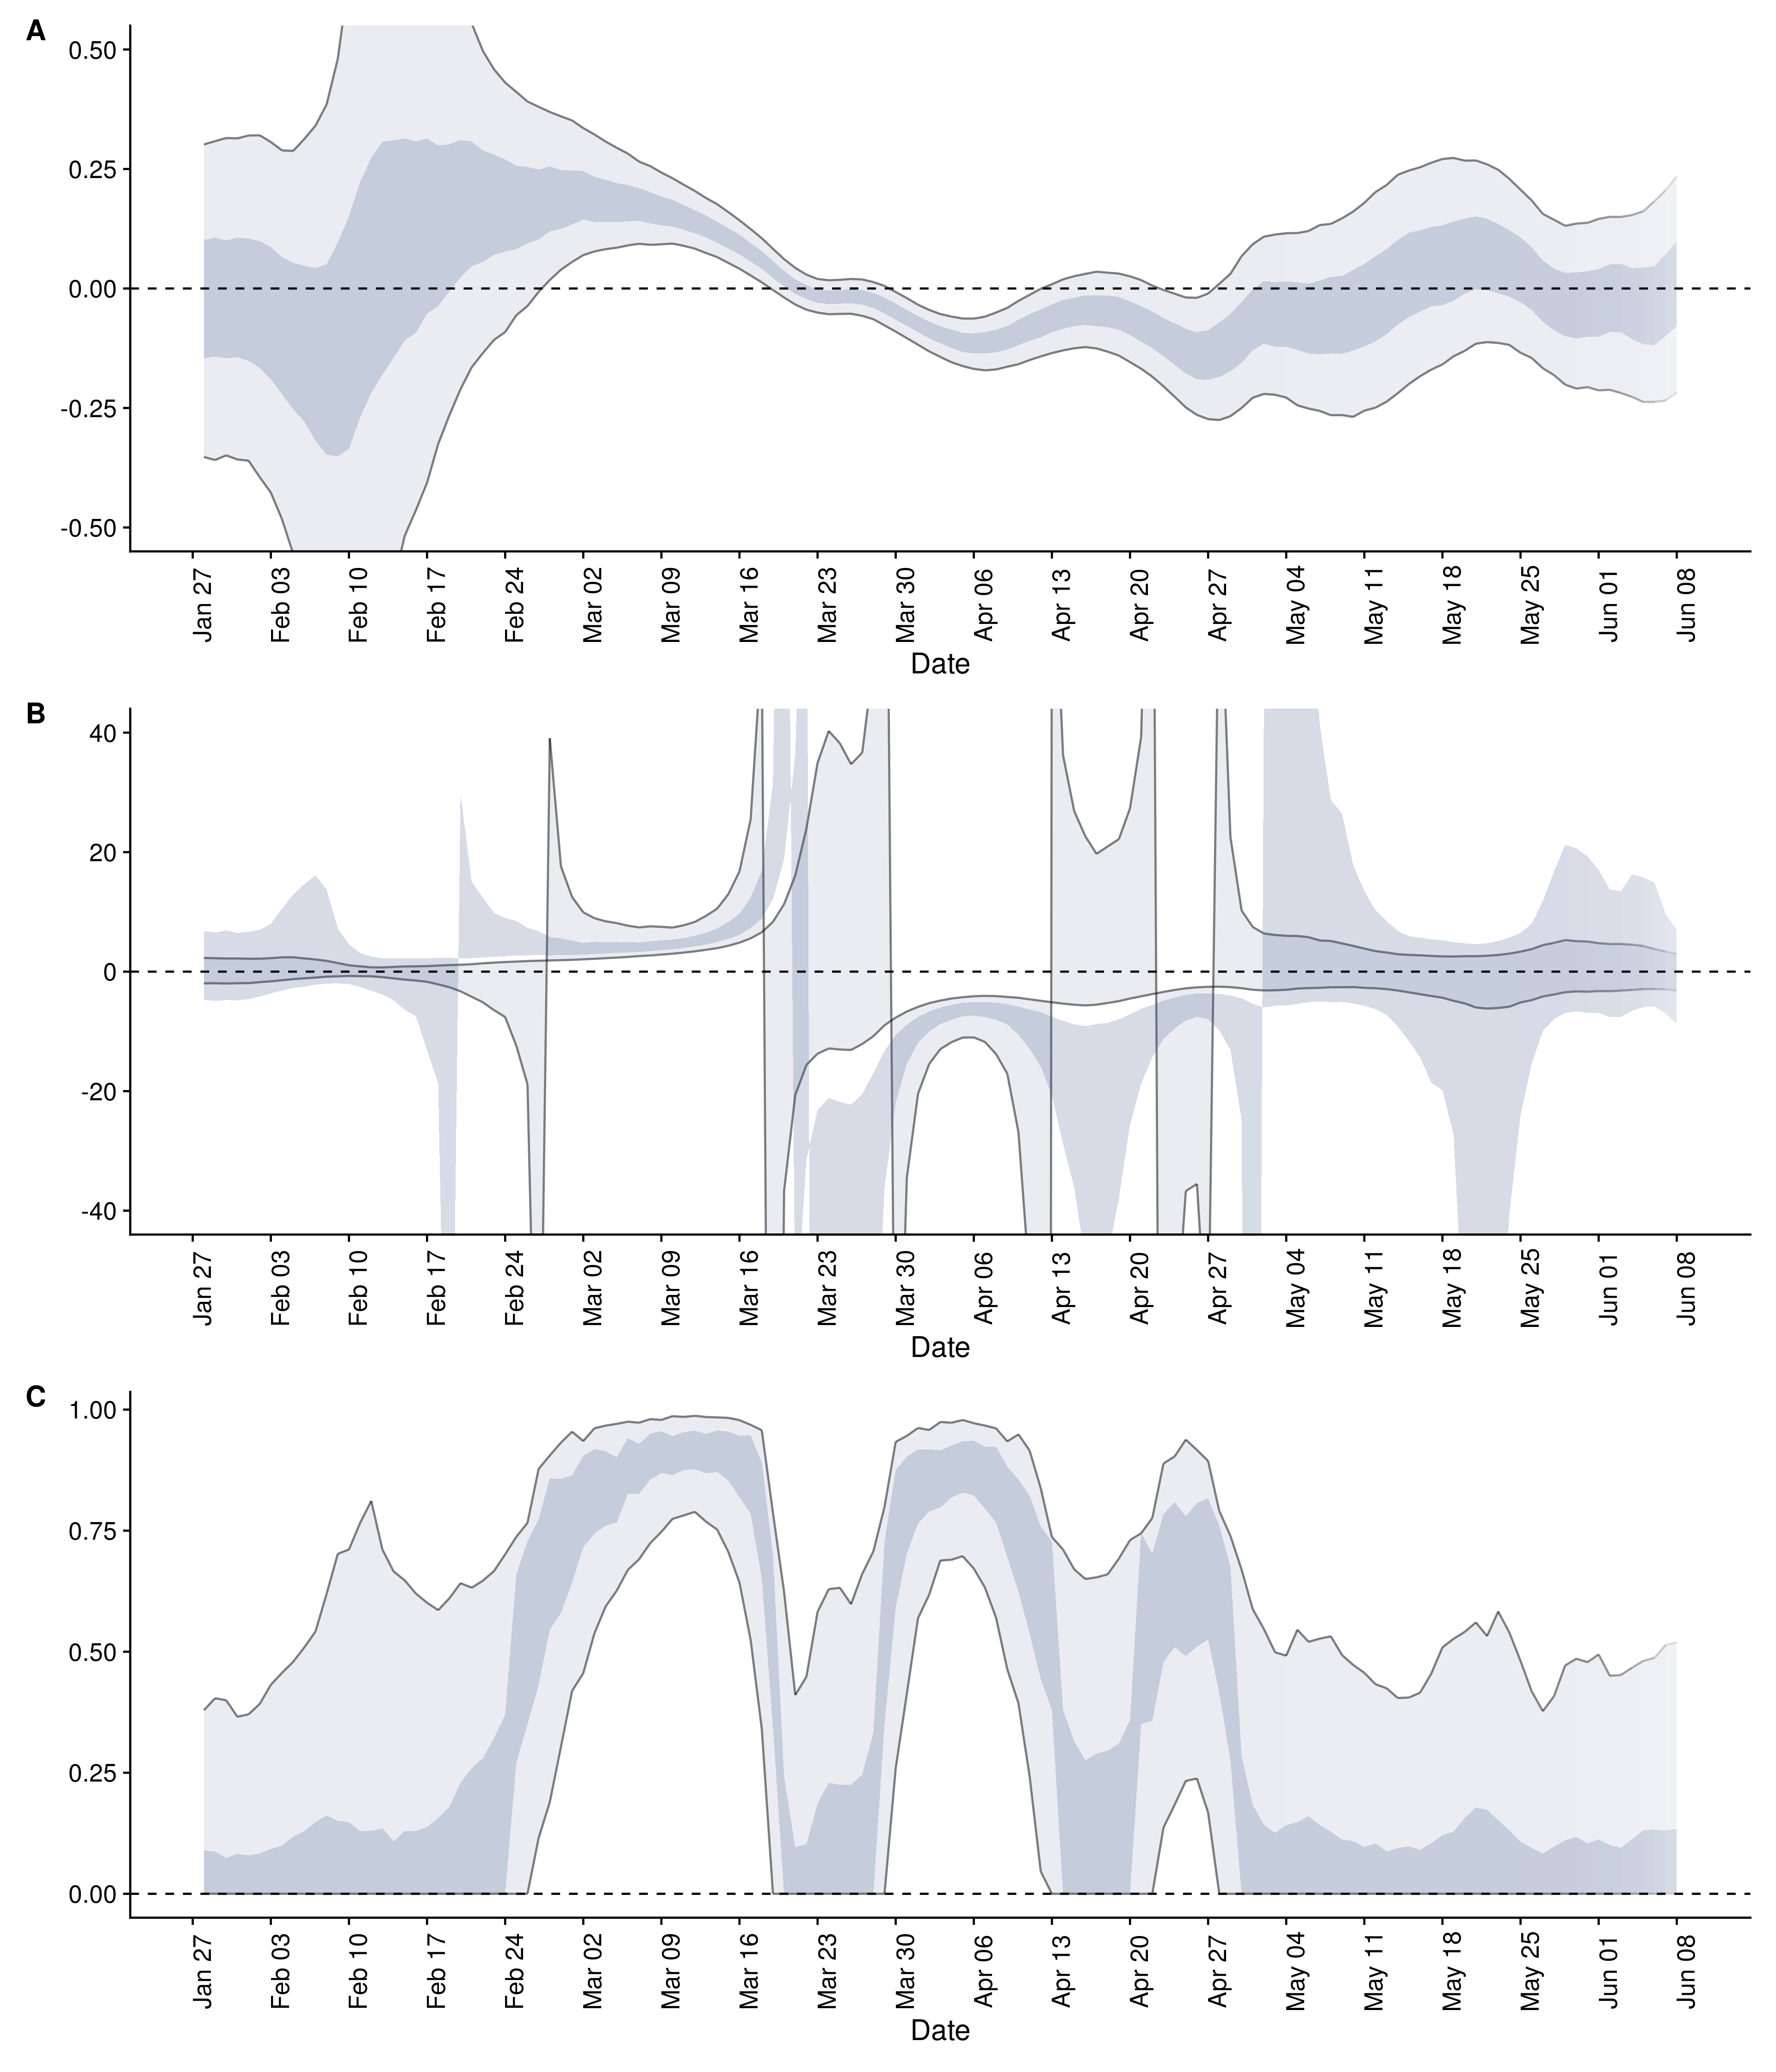 A
0.50
0.25
0.00
-0.25
-0.50
Jan 27
Feb 03
Feb 10
Feb 17
Feb 24
Mar 02
Mar 09
Mar 16
Mar 23
Mar 30
Apr 06
Apr 13
Apr 20
Apr 27
May 04
May 11
May 18
May 25
Jun 01
Jun 08
Date
B
40
20
0
-20
-40
Jan 27
Feb 03
Feb 10
Feb 17
Feb 24
Mar 02
Mar 09
Mar 16
Mar 23
Mar 30
Apr 06
Apr 13
Apr 20
Apr 27
May 04
May 11
May 18
May 25
Jun 01
Jun 08
Date
C
1.00
0.75
0.50
0.25
0.00
Jan 27
Feb 03
Feb 10
Feb 17
Feb 24
Mar 02
Mar 09
Mar 16
Mar 23
Mar 30
Apr 06
Apr 13
Apr 20
Apr 27
May 04
May 11
May 18
May 25
Jun 01
Jun 08
Date